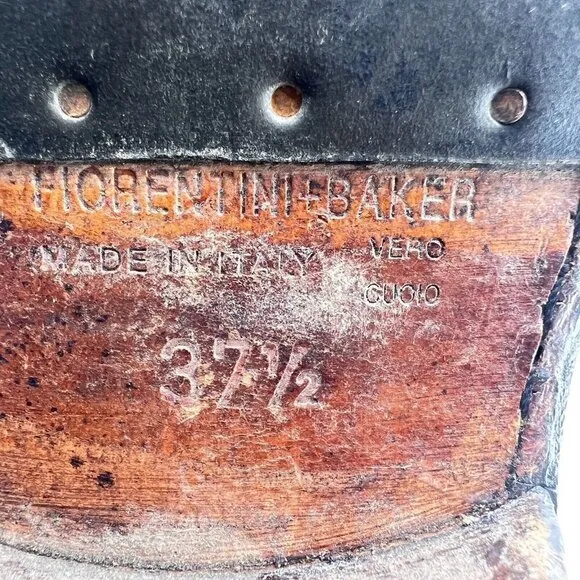 FIORENTINI+BAKER
MADE IN ITALY
VERO
CUOIO
37½